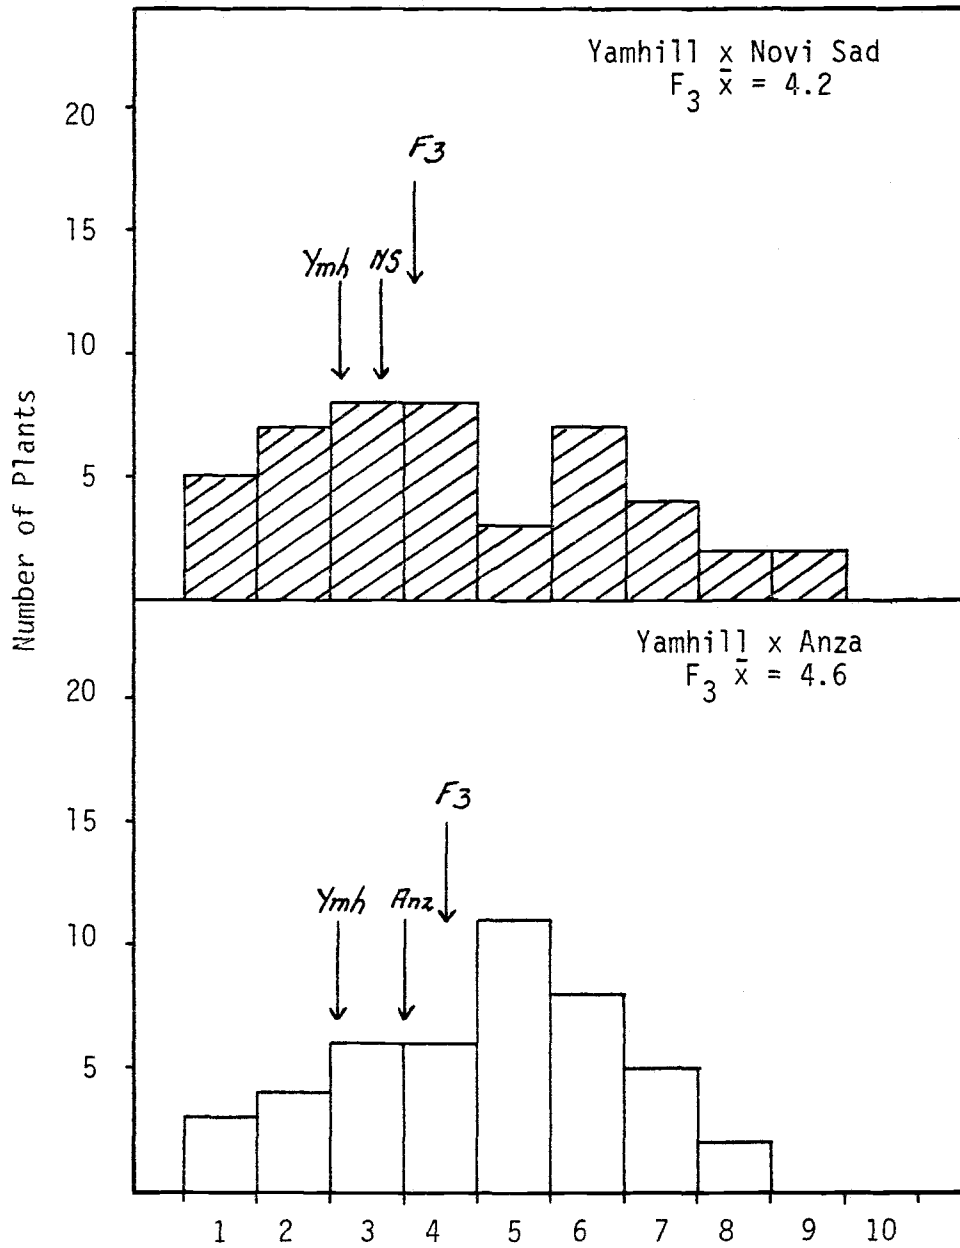 Yamhill x Novi Sad
F3 x̄ = 4.2
20
F3
15
Ymh NS
10
5
Number of Plants
Yamhill x Anza
F3 x̄ = 4.6
20
F3
15
Ymh Anz
10
5
1 2 3 4 5 6 7 8 9 10